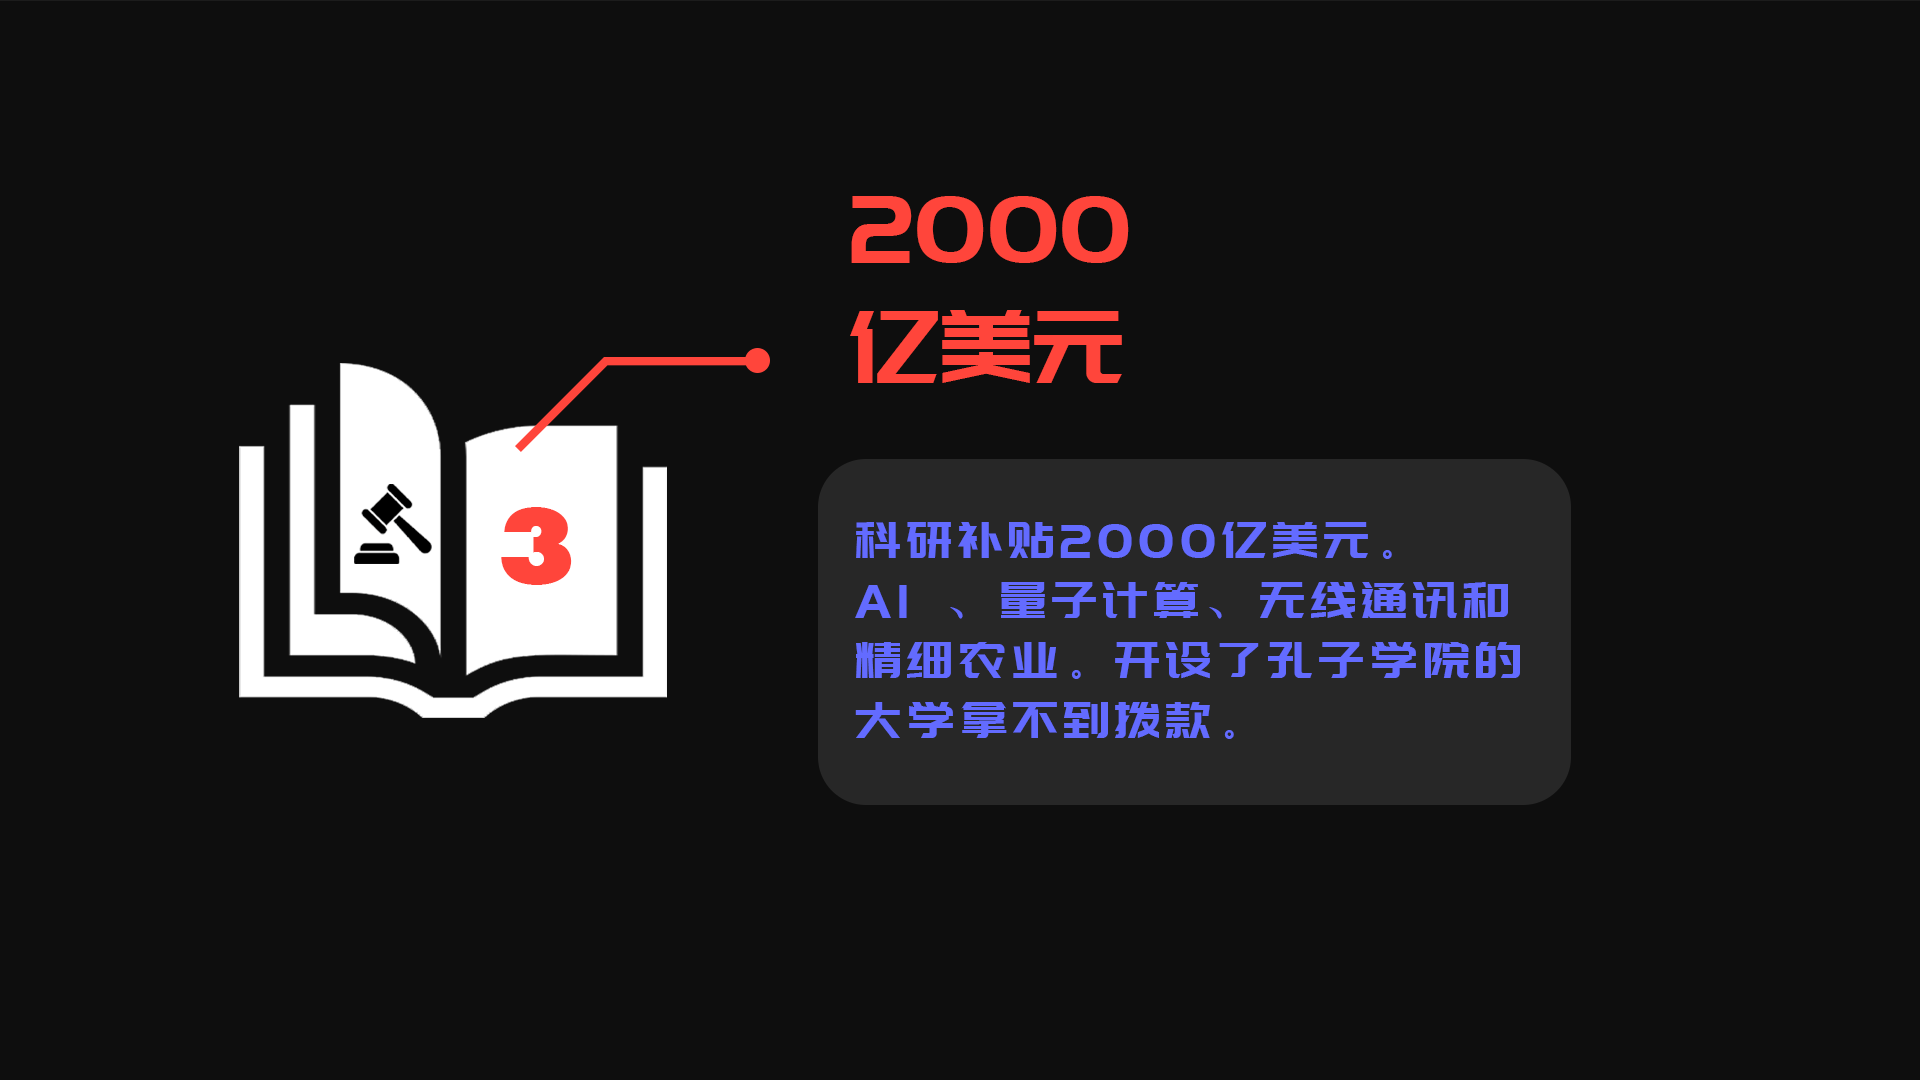 2000
亿美元
3
科研补贴2000亿美元。
AI 、量子计算、无线通讯和
精细农业。开设了孔子学院的
大学拿不到拨款。